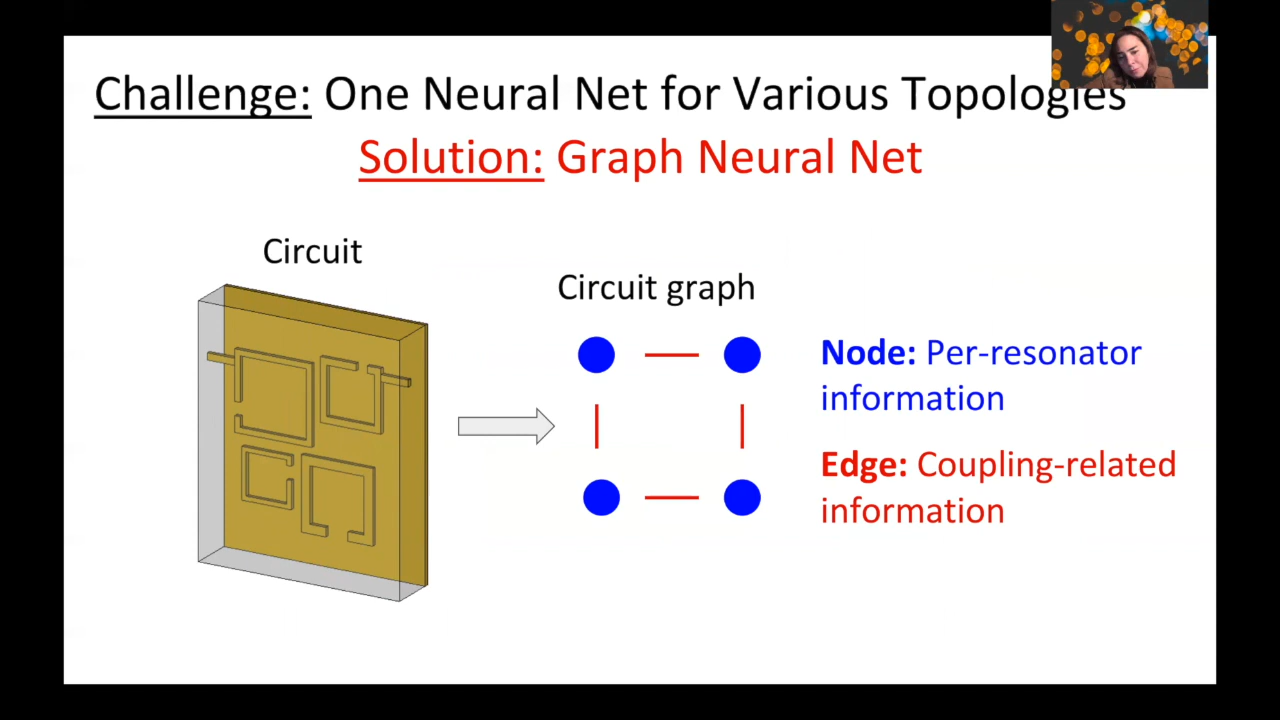 Challenge: One Neural Net for Various Topologies
Solution: Graph Neural Net
Circuit
Circuit graph
Node: Per-resonator
information
Edge: Coupling-related
information